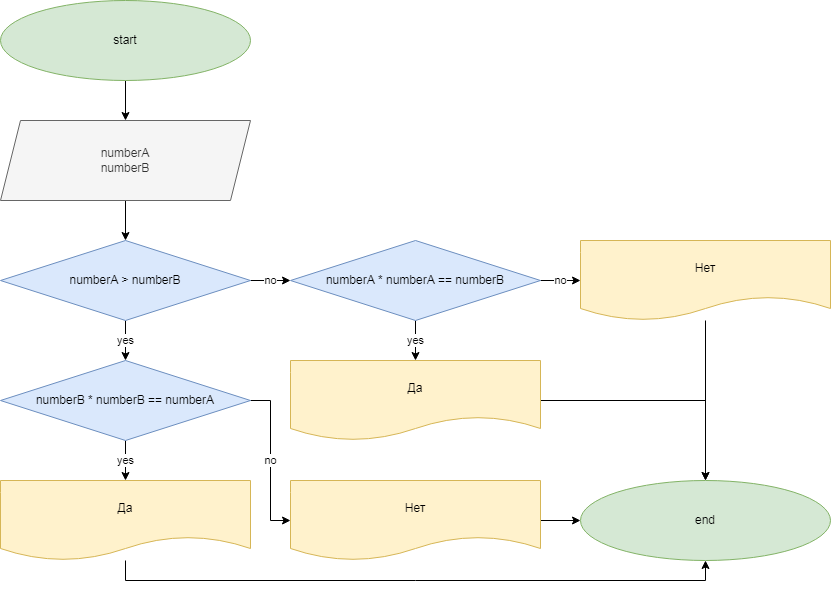 start
numberA
numberB
numberA > numberB
no
numberA * numberA == numberB
no
Нет
yes
yes
numberB * numberB == numberA
Да
yes
no
Да
Нет
end